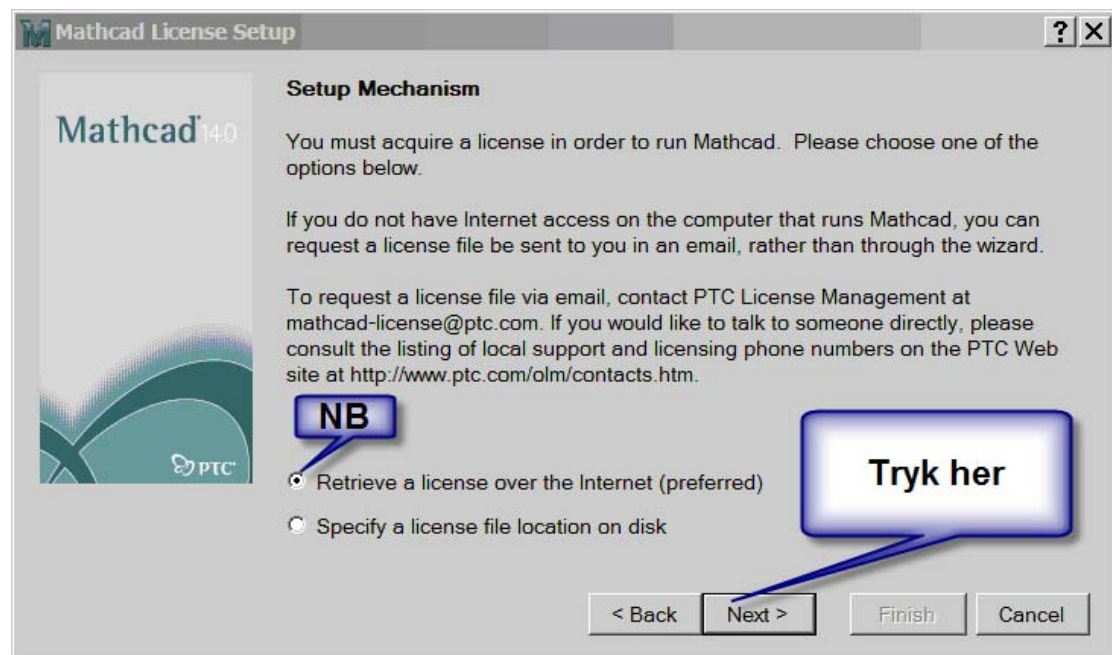 Mathcad License Setup
? X
Mathcad 14.0
Setup Mechanism
You must acquire a license in order to run Mathcad. Please choose one of the
options below.
If you do not have Internet access on the computer that runs Mathcad, you can
request a license file be sent to you in an email, rather than through the wizard.
To request a license file via email, contact PTC License Management at
mathcad-license@ptc.com. If you would like to talk to someone directly, please
consult the listing of local support and licensing phone numbers on the PTC Web
site at http://www.ptc.com/olm/contacts.htm.
NB
PTC
Retrieve a license over the Internet (preferred)
Tryk her
Specify a license file location on disk
< Back Next > Finish Cancel